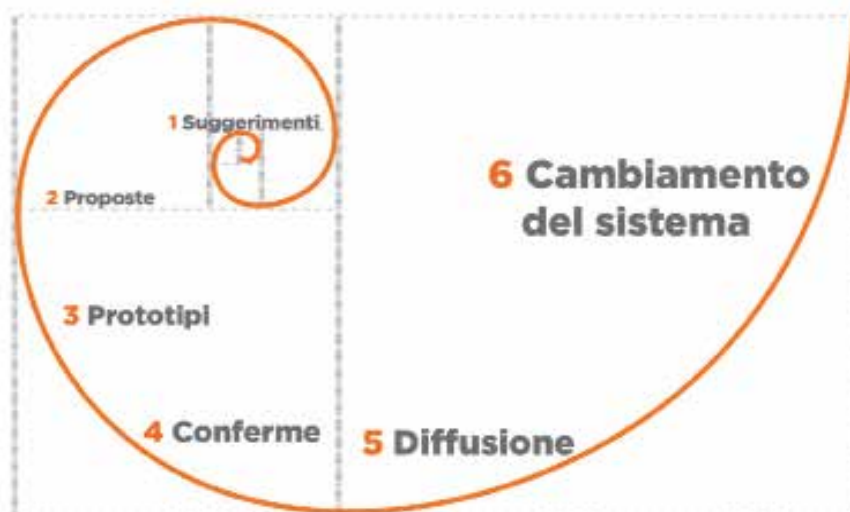 1 Suggerimenti
2 Proposte
3 Prototipi
4 Conferme
5 Diffusione
6 Cambiamento
del sistema